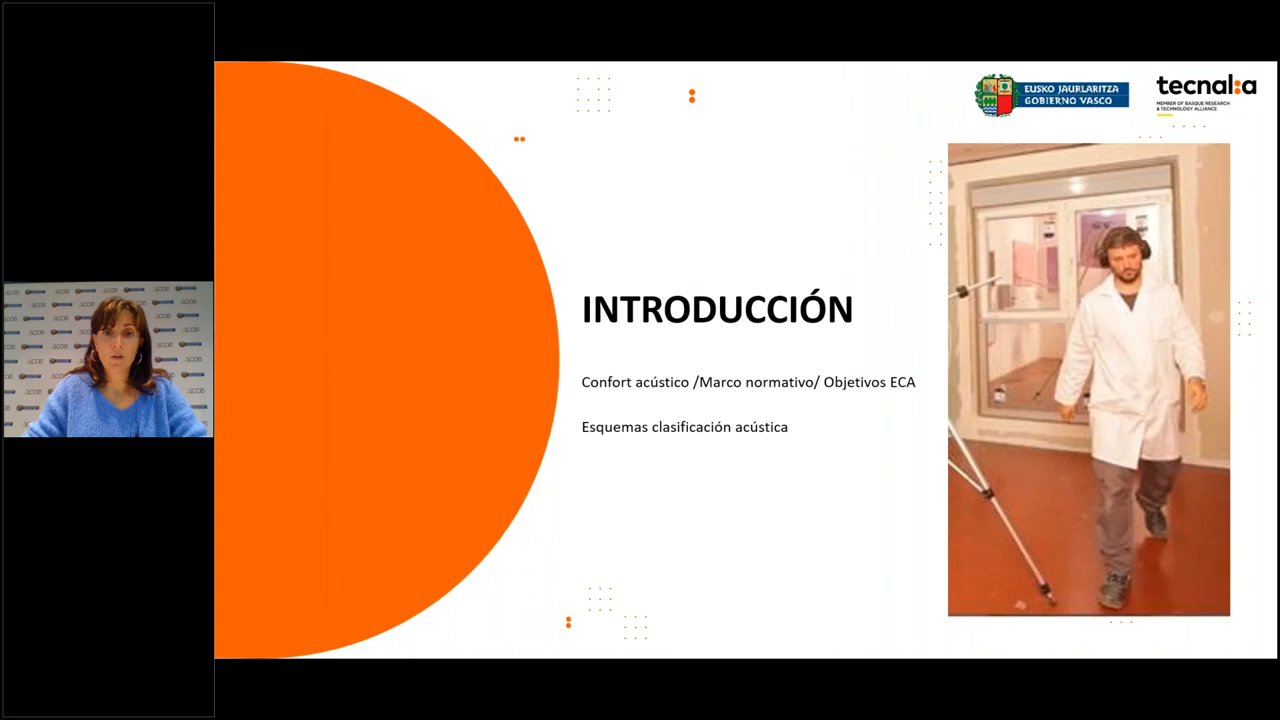 EUSKO JAURLARITZA
GOBIERNO VASCO
tecnal:a
MEMBER OF BASQUE RESEARCH
& TECHNOLOGY ALLIANCE
INTRODUCCIÓN
Confort acústico /Marco normativo/ Objetivos ECA
Esquemas clasificación acústica